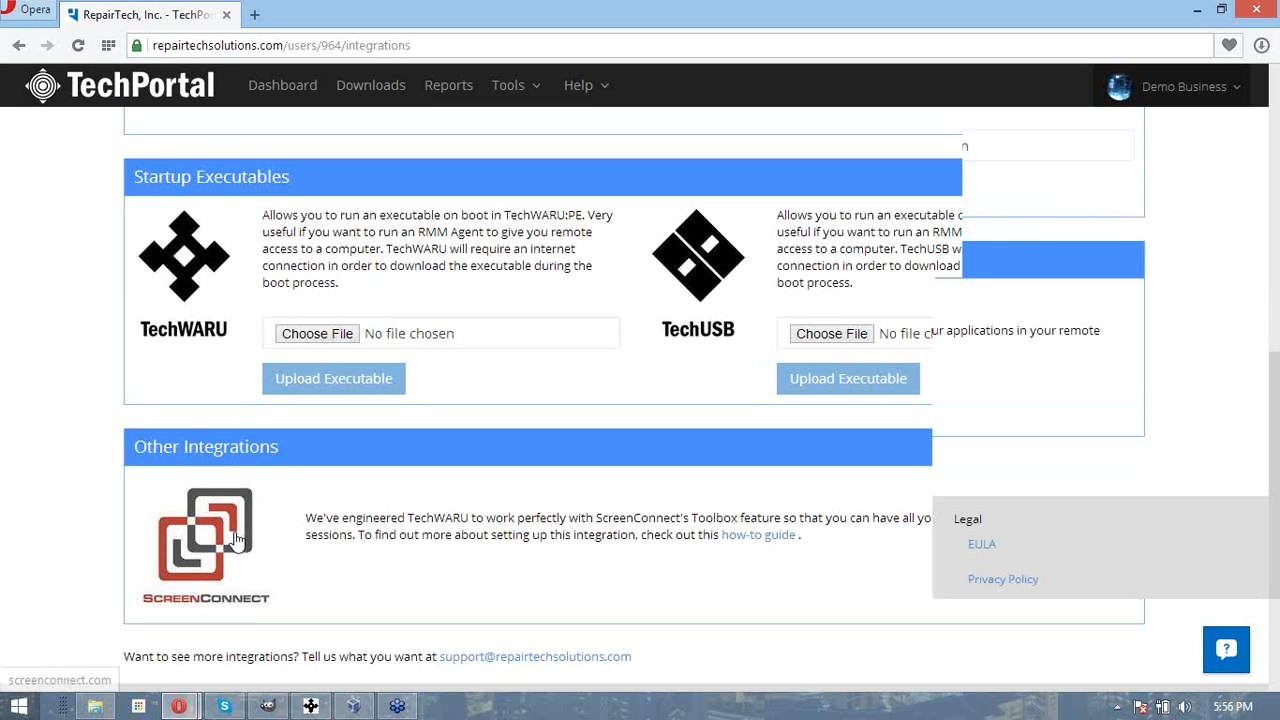 Opera
RepairTech, Inc. - TechPo
repairtechsolutions.com/users/964/integrations
TechPortal
Dashboard
Downloads
Reports
Tools
Help
Demo Business
n
Startup Executables
Allows you to run an executable on boot in TechWARU:PE. Very
useful if you want to run an RMM Agent to give you remote
access to a computer. TechWARU will require an internet
connection in order to download the executable during the
boot process.
TechWARU
Choose File No file chosen
Upload Executable
Allows you to run an executable
useful if you want to run an RMM
access to a computer. TechUSB w
connection in order to download
boot process.
TechUSB
Choose File No file c
Upload Executable
ur applications in your remote
Other Integrations
SCREENCONNECT
We've engineered TechWARU to work perfectly with ScreenConnect's Toolbox feature so that you can have all yo
sessions. To find out more about setting up this integration, check out this how-to guide .
Legal
EULA
Privacy Policy
Want to see more integrations? Tell us what you want at support@repairtechsolutions.com
screenconnect.com
5:56 PM